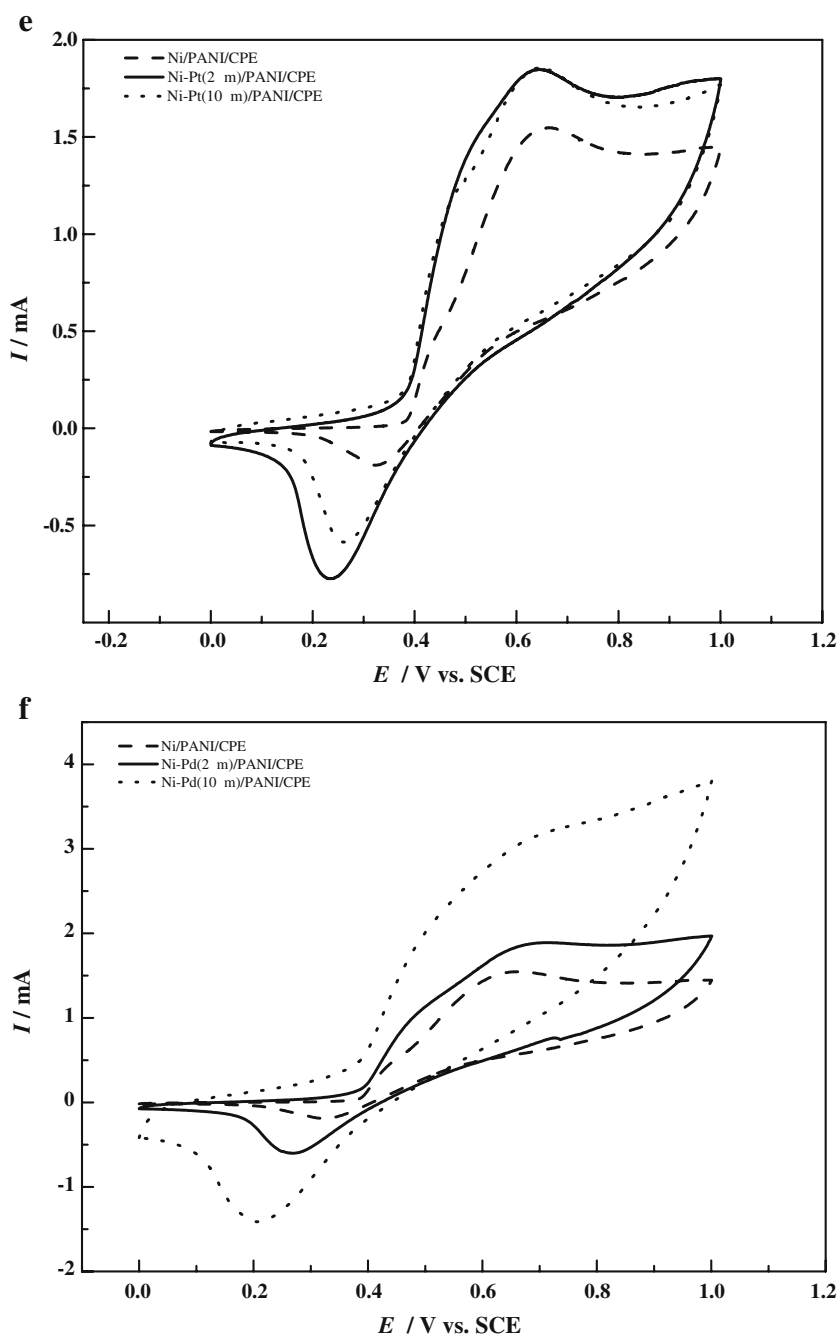 e
2.0
1.5
1.0
0.5
0.0
-0.5
I / mA
Ni/PANI/CPE
Ni-Pt(2 m)/PANI/CPE
Ni-Pt(10 m)/PANI/CPE
-0.2 0.0 0.2 0.4 0.6 0.8 1.0 1.2
E / V vs. SCE
f
4
3
2
1
0
-1
-2
I / mA
Ni/PANI/CPE
Ni-Pd(2 m)/PANI/CPE
Ni-Pd(10 m)/PANI/CPE
0.0 0.2 0.4 0.6 0.8 1.0 1.2
E / V vs. SCE